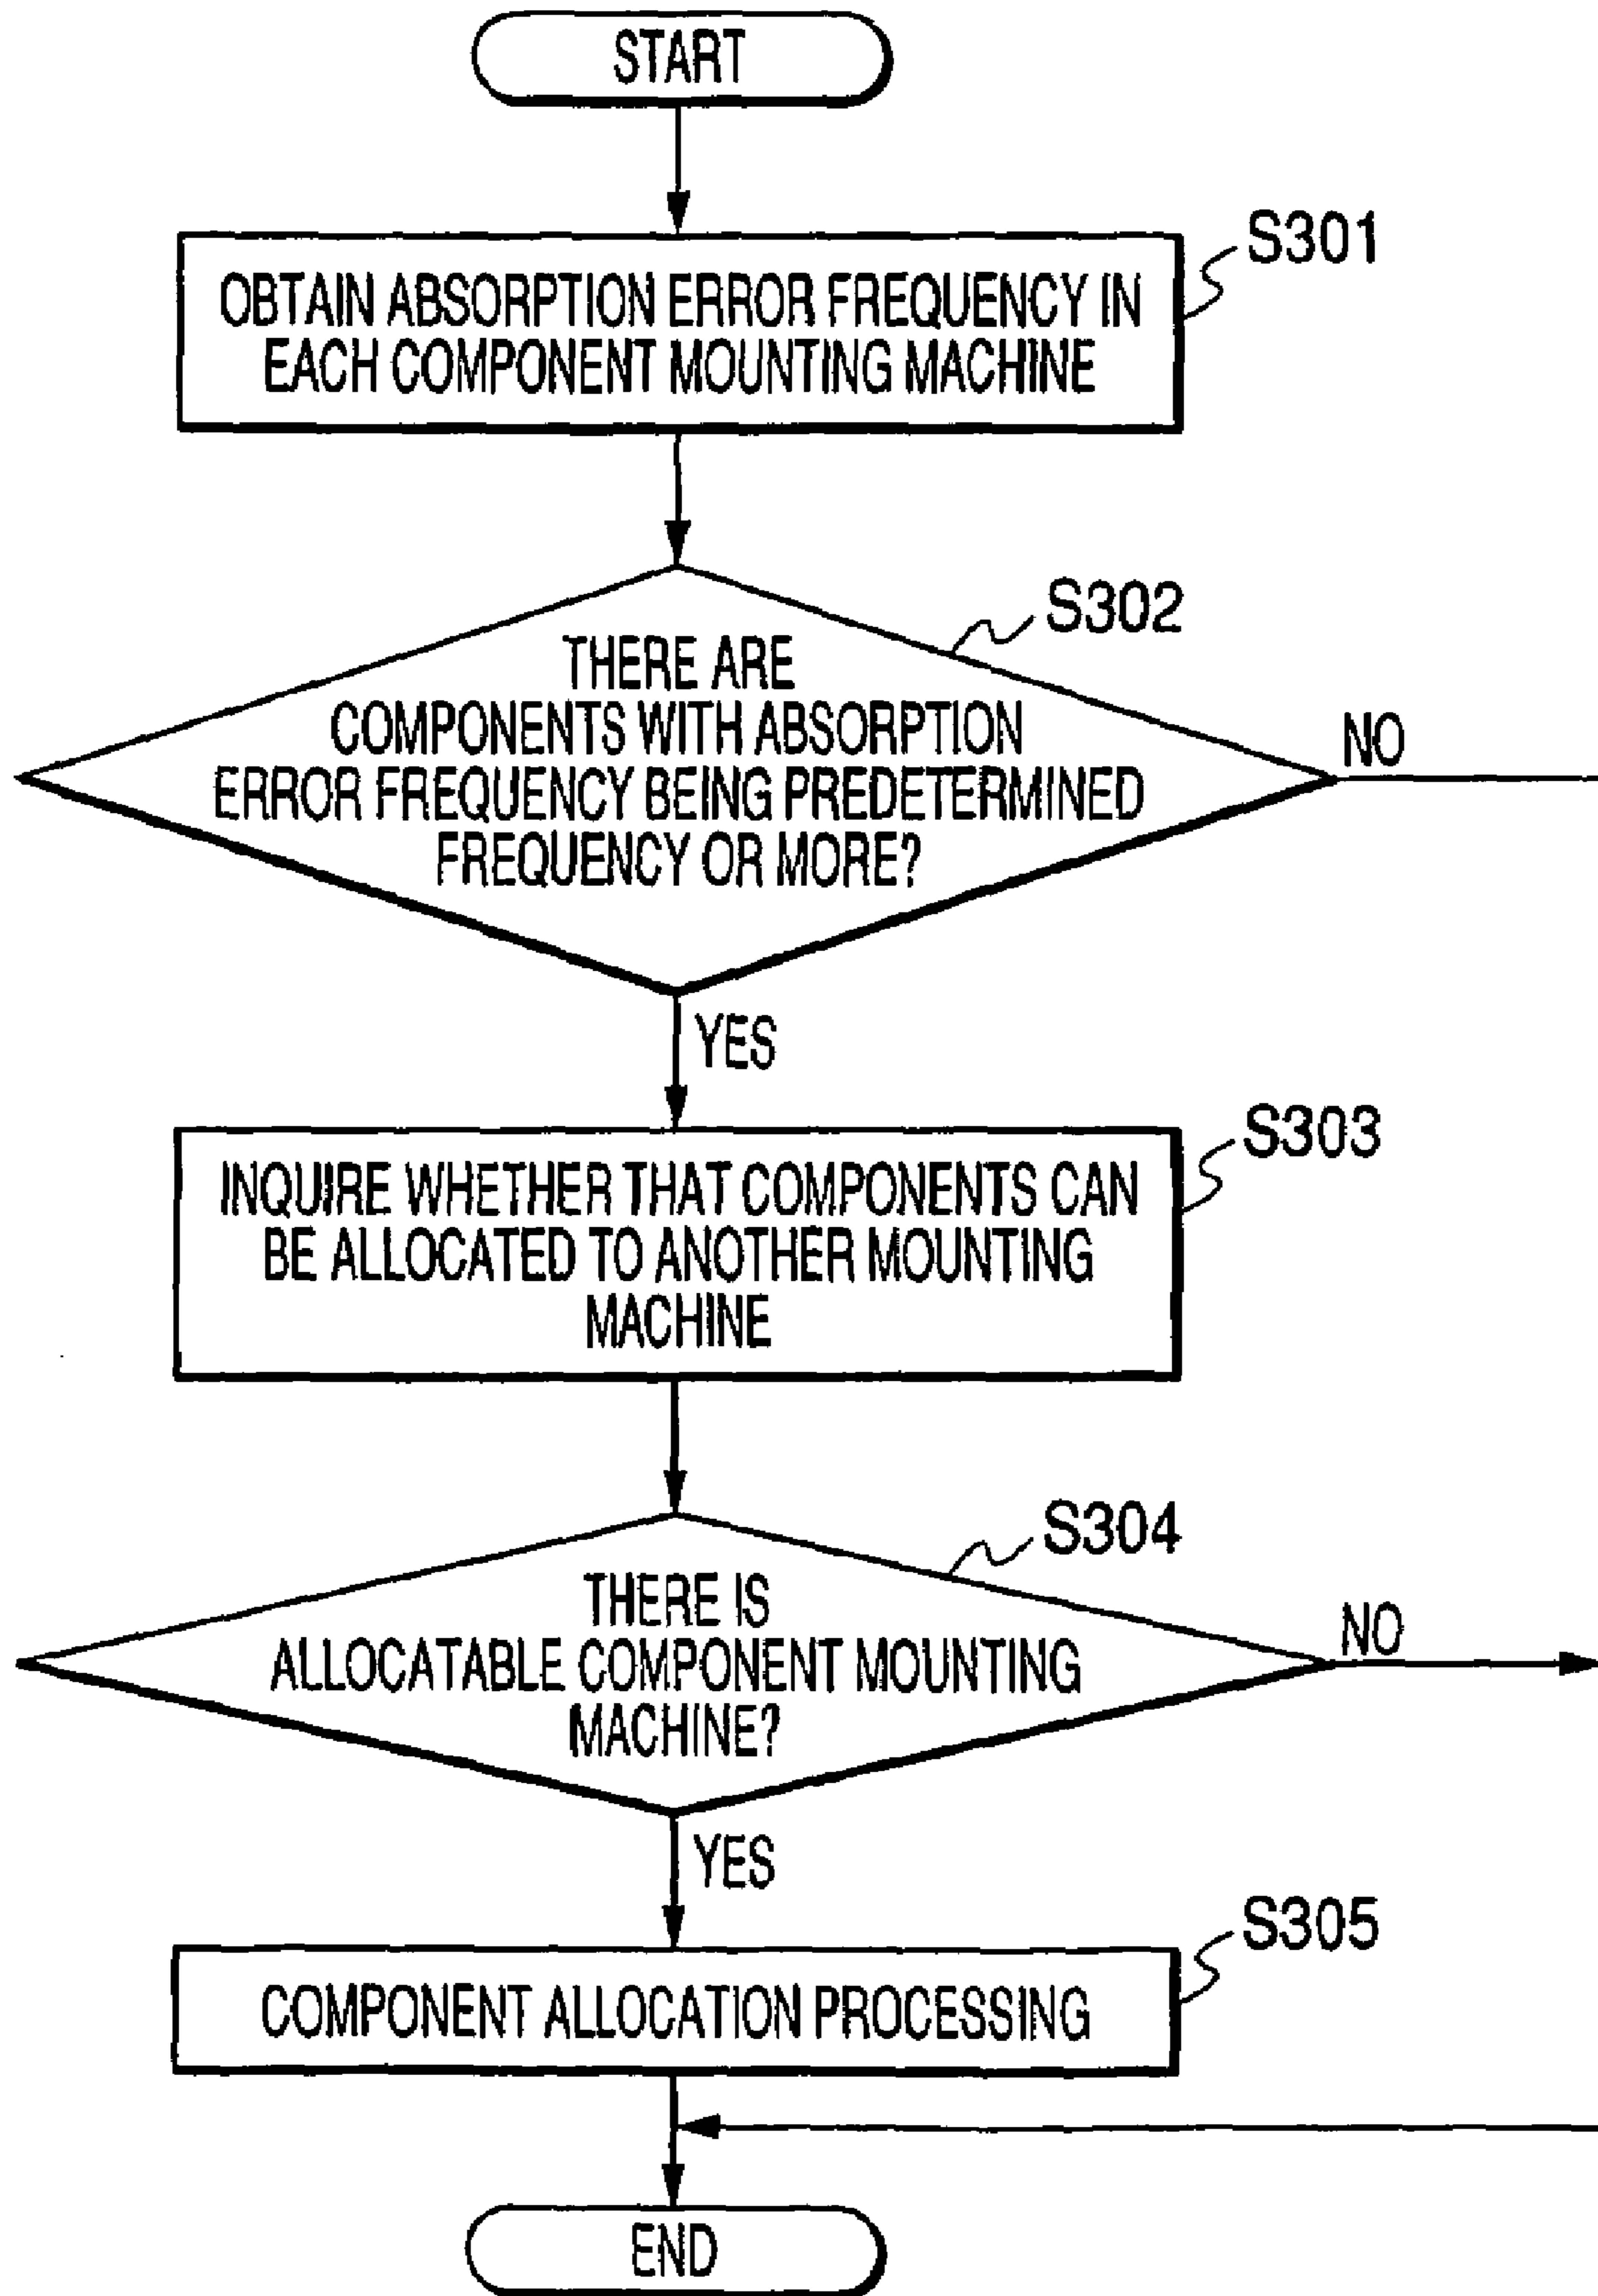 START
S301
OBTAIN ABSORPTION ERROR FREQUENCY IN
EACH COMPONENT MOUNTING MACHINE
S302
THERE ARE
COMPONENTS WITH ABSORPTION
ERROR FREQUENCY BEING PREDETERMINED
FREQUENCY OR MORE?
NO
YES
S303
INQUIRE WHETHER THAT COMPONENTS CAN
BE ALLOCATED TO ANOTHER MOUNTING
MACHINE
S304
THERE IS
ALLOCATABLE COMPONENT MOUNTING
MACHINE?
NO
YES
S305
COMPONENT ALLOCATION PROCESSING
END